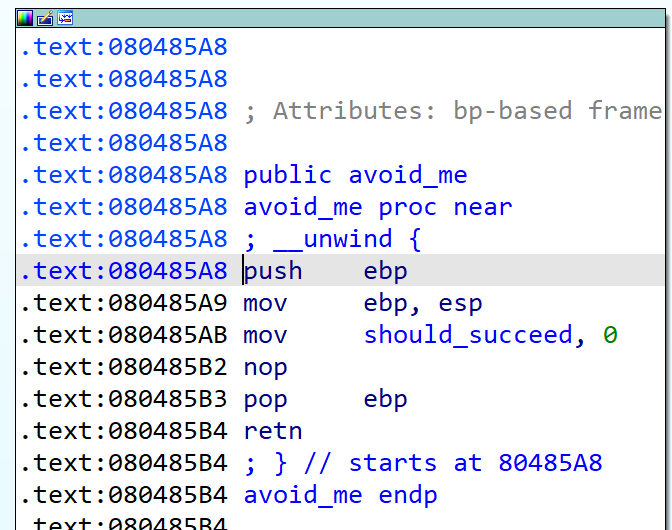 .text:080485A8
.text:080485A8
.text:080485A8 ; Attributes: bp-based frame
.text:080485A8
.text:080485A8 public avoid_me
.text:080485A8 avoid_me proc near
.text:080485A8 ; __unwind {
.text:080485A8 push    ebp
.text:080485A9 mov     ebp, esp
.text:080485AB mov     should_succeed, 0
.text:080485B2 nop
.text:080485B3 pop     ebp
.text:080485B4 retn
.text:080485B4 ; } // starts at 80485A8
.text:080485B4 avoid_me endp
.text:080485B4